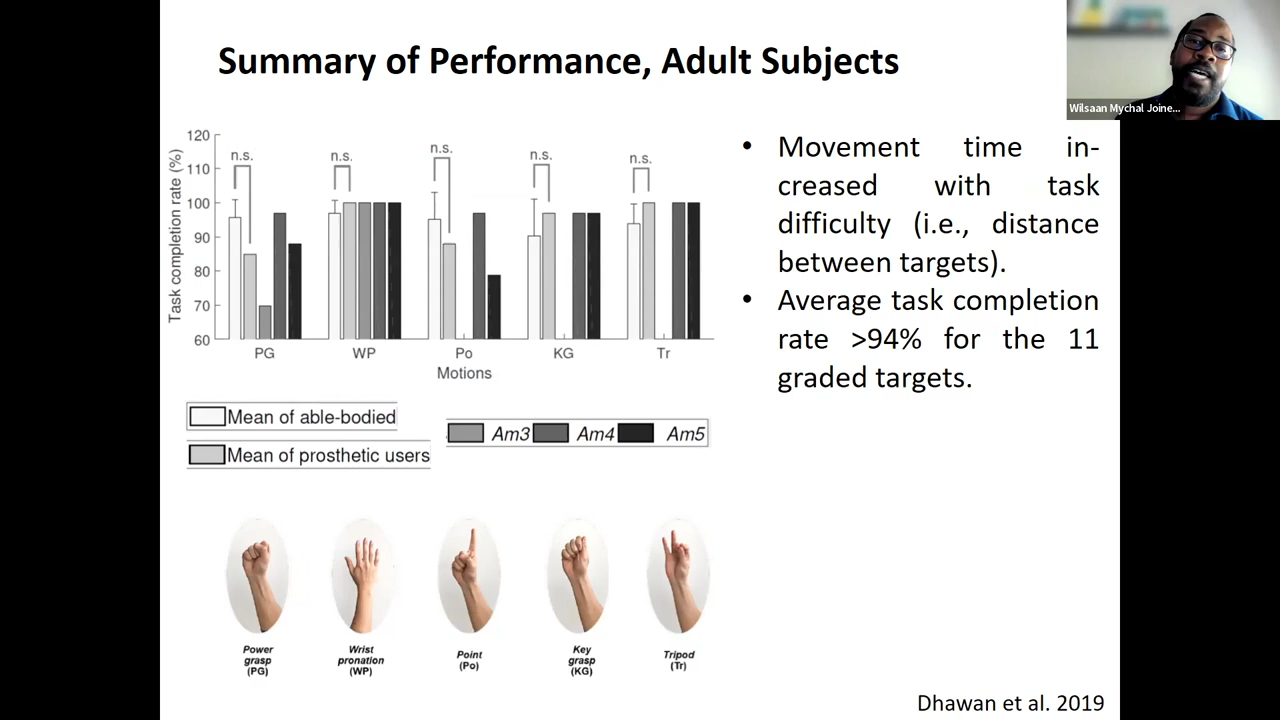 Summary of Performance, Adult Subjects
Wilsaan Mychal Joine...
120
110
100
90
80
70
60
Task completion rate (%)
n.s.
n.s.
n.s.
n.s.
n.s.
PG
WP
Po
KG
Tr
Motions
Mean of able-bodied
Mean of prosthetic users
Am3
Am4
Am5
• Movement time in-
creased with task
difficulty (i.e., distance
between targets).
• Average task completion
rate >94% for the 11
graded targets.
Power
grasp
(PG)
Wrist
pronation
(WP)
Point
(Po)
Key
grasp
(KG)
Tripod
(Tr)
Dhawan et al. 2019